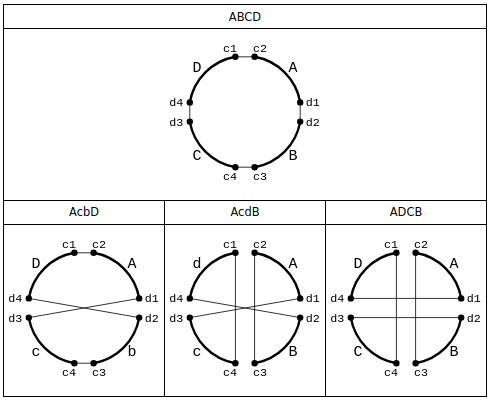 ABCD
c1 c2
D A
d4 d1
d3 d2
C B
c4 c3
AcbD AcdB ADCB
c1 c2 c1 c2 c1 c2
D A d A D A
d4 d1 d4 d1 d4 d1
d3 d2 d3 d2 d3 d2
c b c B C B
c4 c3 c4 c3 c4 c3